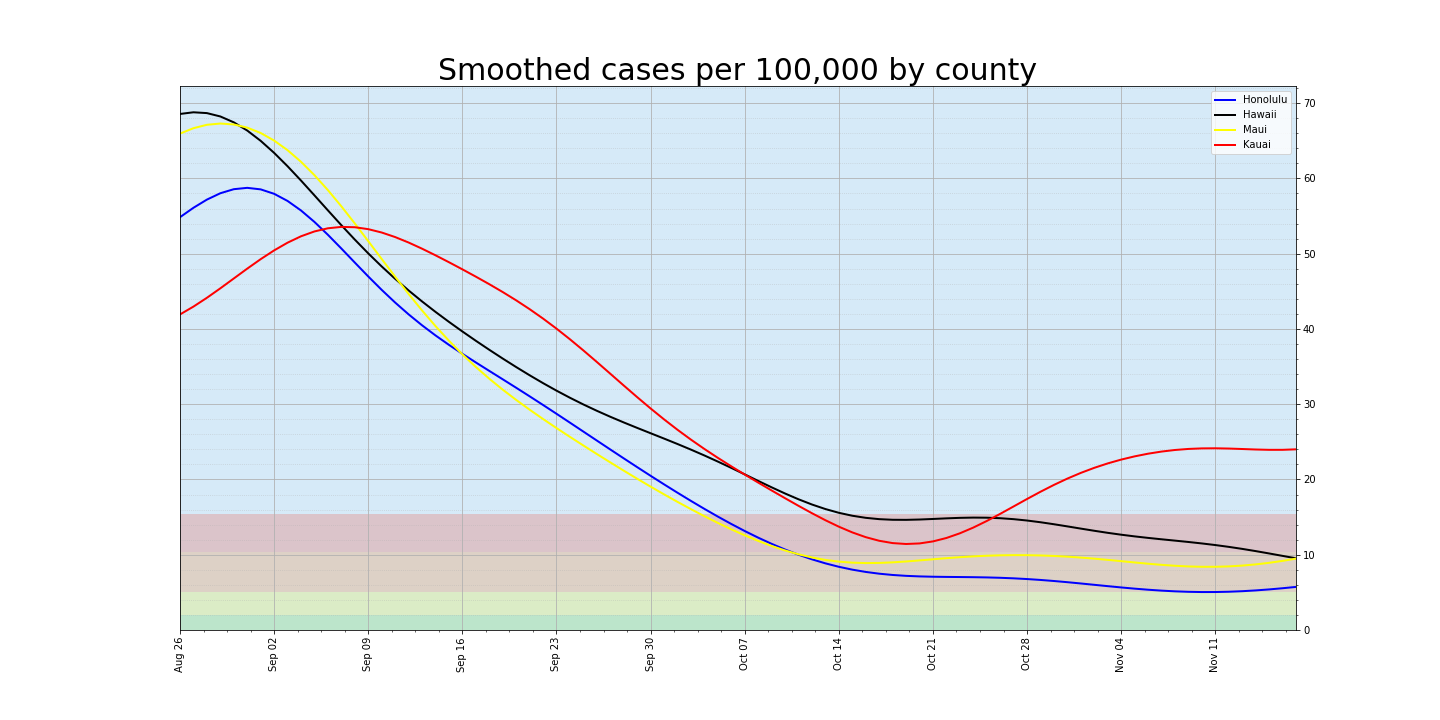 Smoothed cases per 100,000 by county
Honolulu
Hawaii
Maui
Kauai
70
60
50
40
30
20
10
0
Aug 26
Sep 02
Sep 09
Sep 16
Sep 23
Sep 30
Oct 07
Oct 14
Oct 21
Oct 28
Nov 04
Nov 11